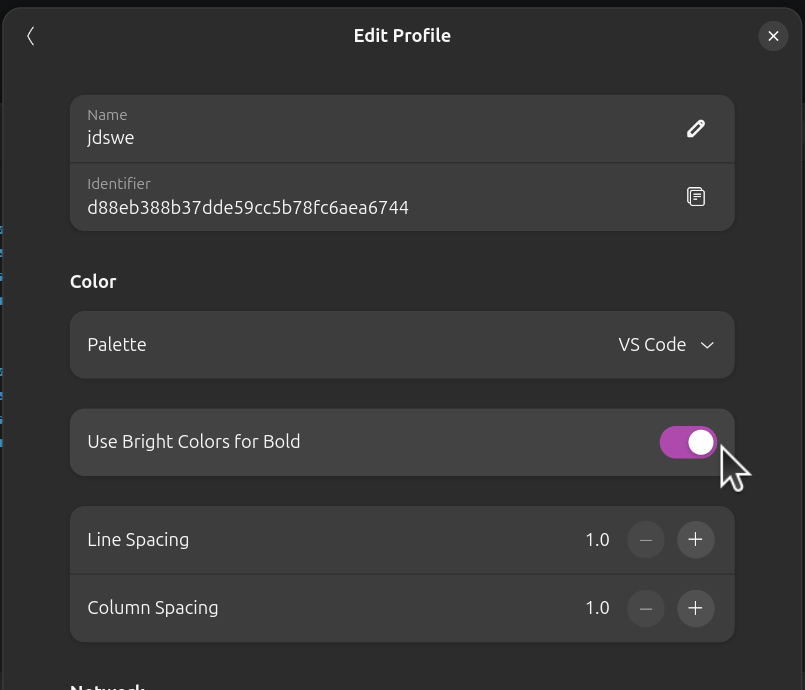 Edit Profile
Name
jdswe
Identifier
d88eb388b37dde59cc5b78fc6aea6744
Color
Palette
VS Code
Use Bright Colors for Bold
Line Spacing
1.0
Column Spacing
1.0
Network